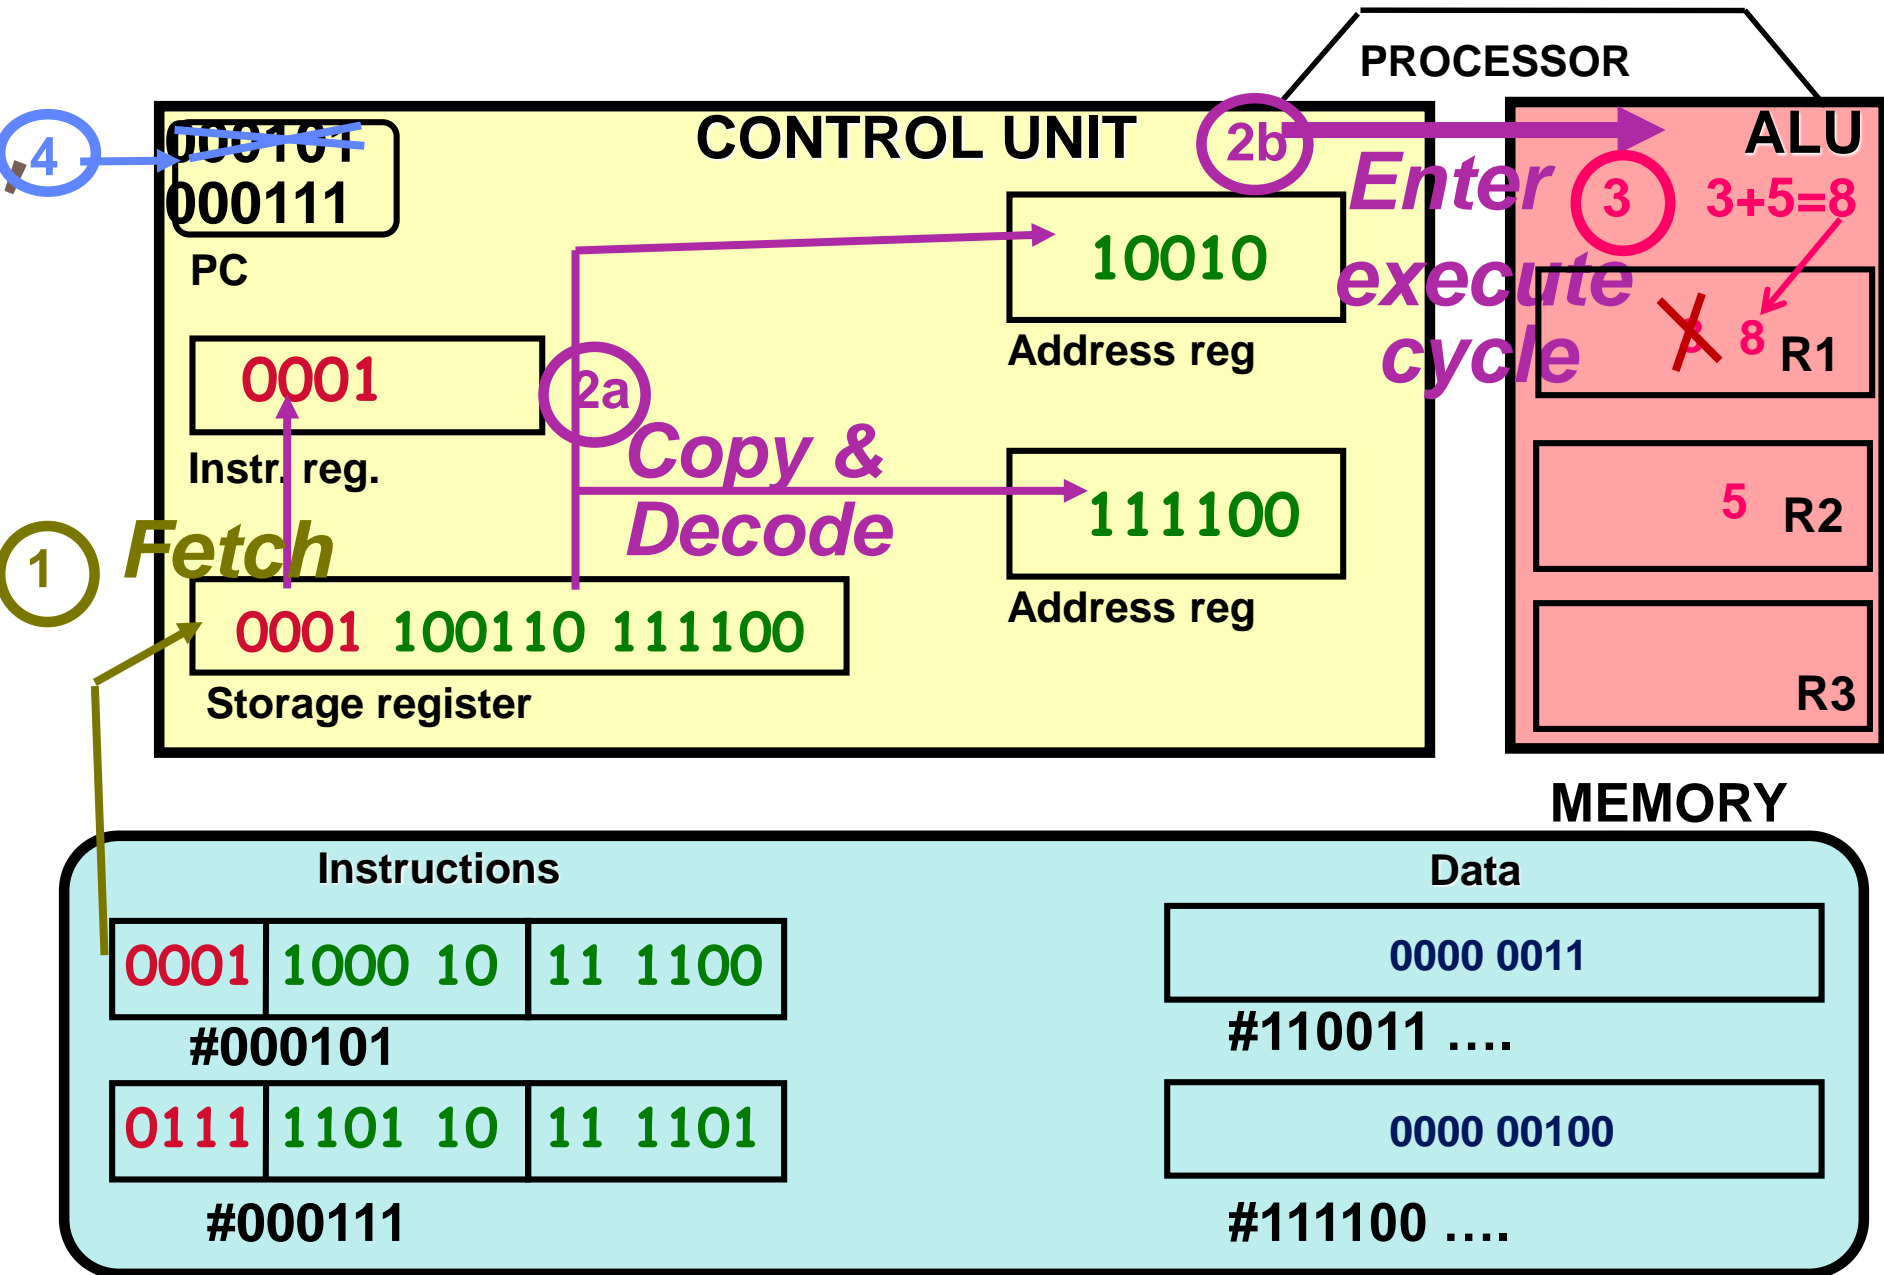 PROCESSOR
4
000101
000111
PC
CONTROL UNIT
2b
Enter
execute
cycle
ALU
3
3+5=8
10010
Address reg
8
R1
0001
Instr. reg.
2a
Copy &
Decode
111100
Address reg
5
R2
1
Fetch
0001 100110 111100
Storage register
R3
MEMORY
Instructions
Data
0001 1000 10 11 1100
0000 0011
#000101
#110011 ....
0111 1101 10 11 1101
0000 00100
#000111
#111100 ....